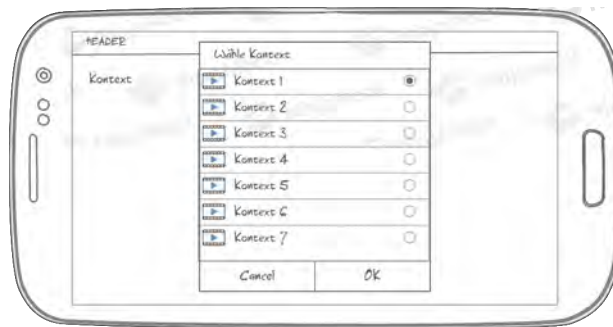 HEADER
Wähle Kontext
Kontext
Kontext 1
Kontext 2
Kontext 3
Kontext 4
Kontext 5
Kontext 6
Kontext 7
Cancel OK